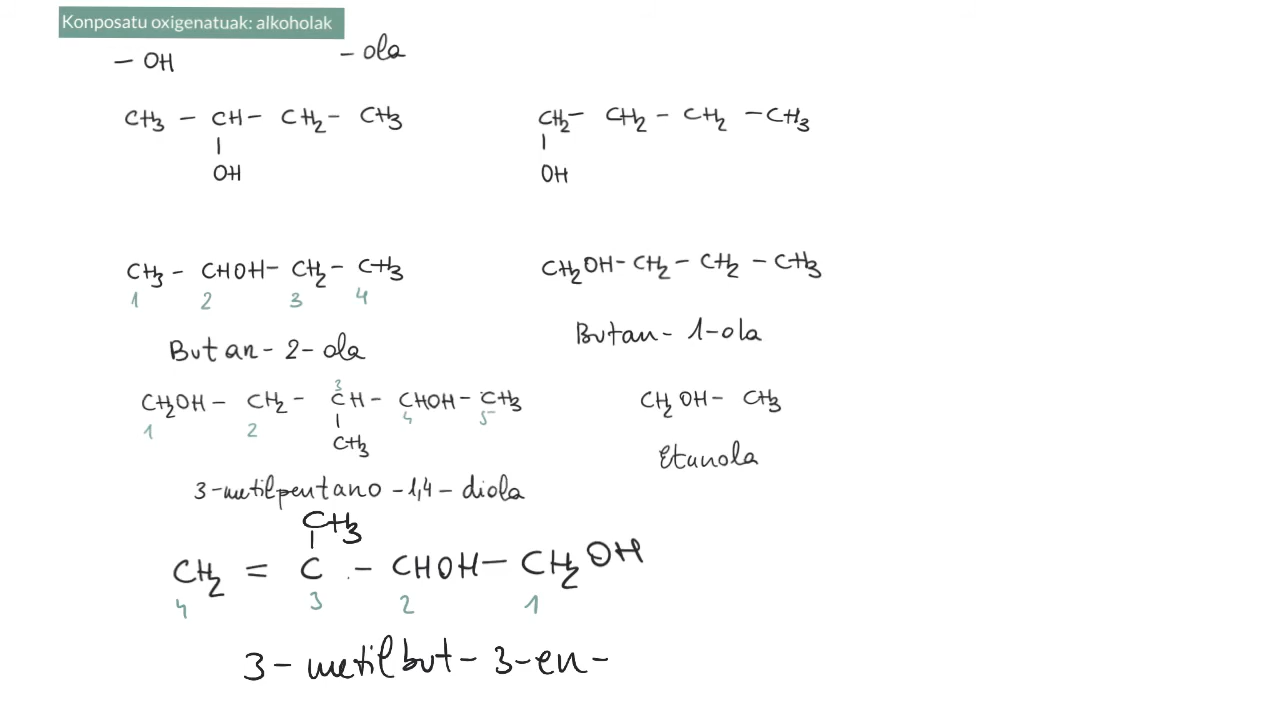 Konposatu oxigenatuak: alkoholak
– OH – ola
CH₃ – CH – CH₂ – CH₃
|
OH
CH₂ – CH₂ – CH₂ – CH₃
|
OH
CH₃ – CHOH – CH₂ – CH₃
1 2 3 4
Butan – 2 – ola
CH₂OH – CH₂ – CH₂ – CH₃
Butan – 1 – ola
3
CH₂OH – CH₂ – CH – CHOH – CH₃
1 2 | 4 5
CH₃
3 – metilpentano – 1,4 – diola
CH₂OH – CH₃
Etanola
CH₃
|
CH₂ = C – CHOH – CH₂OH
4 3 2 1
3 – metilbut – 3 – en –